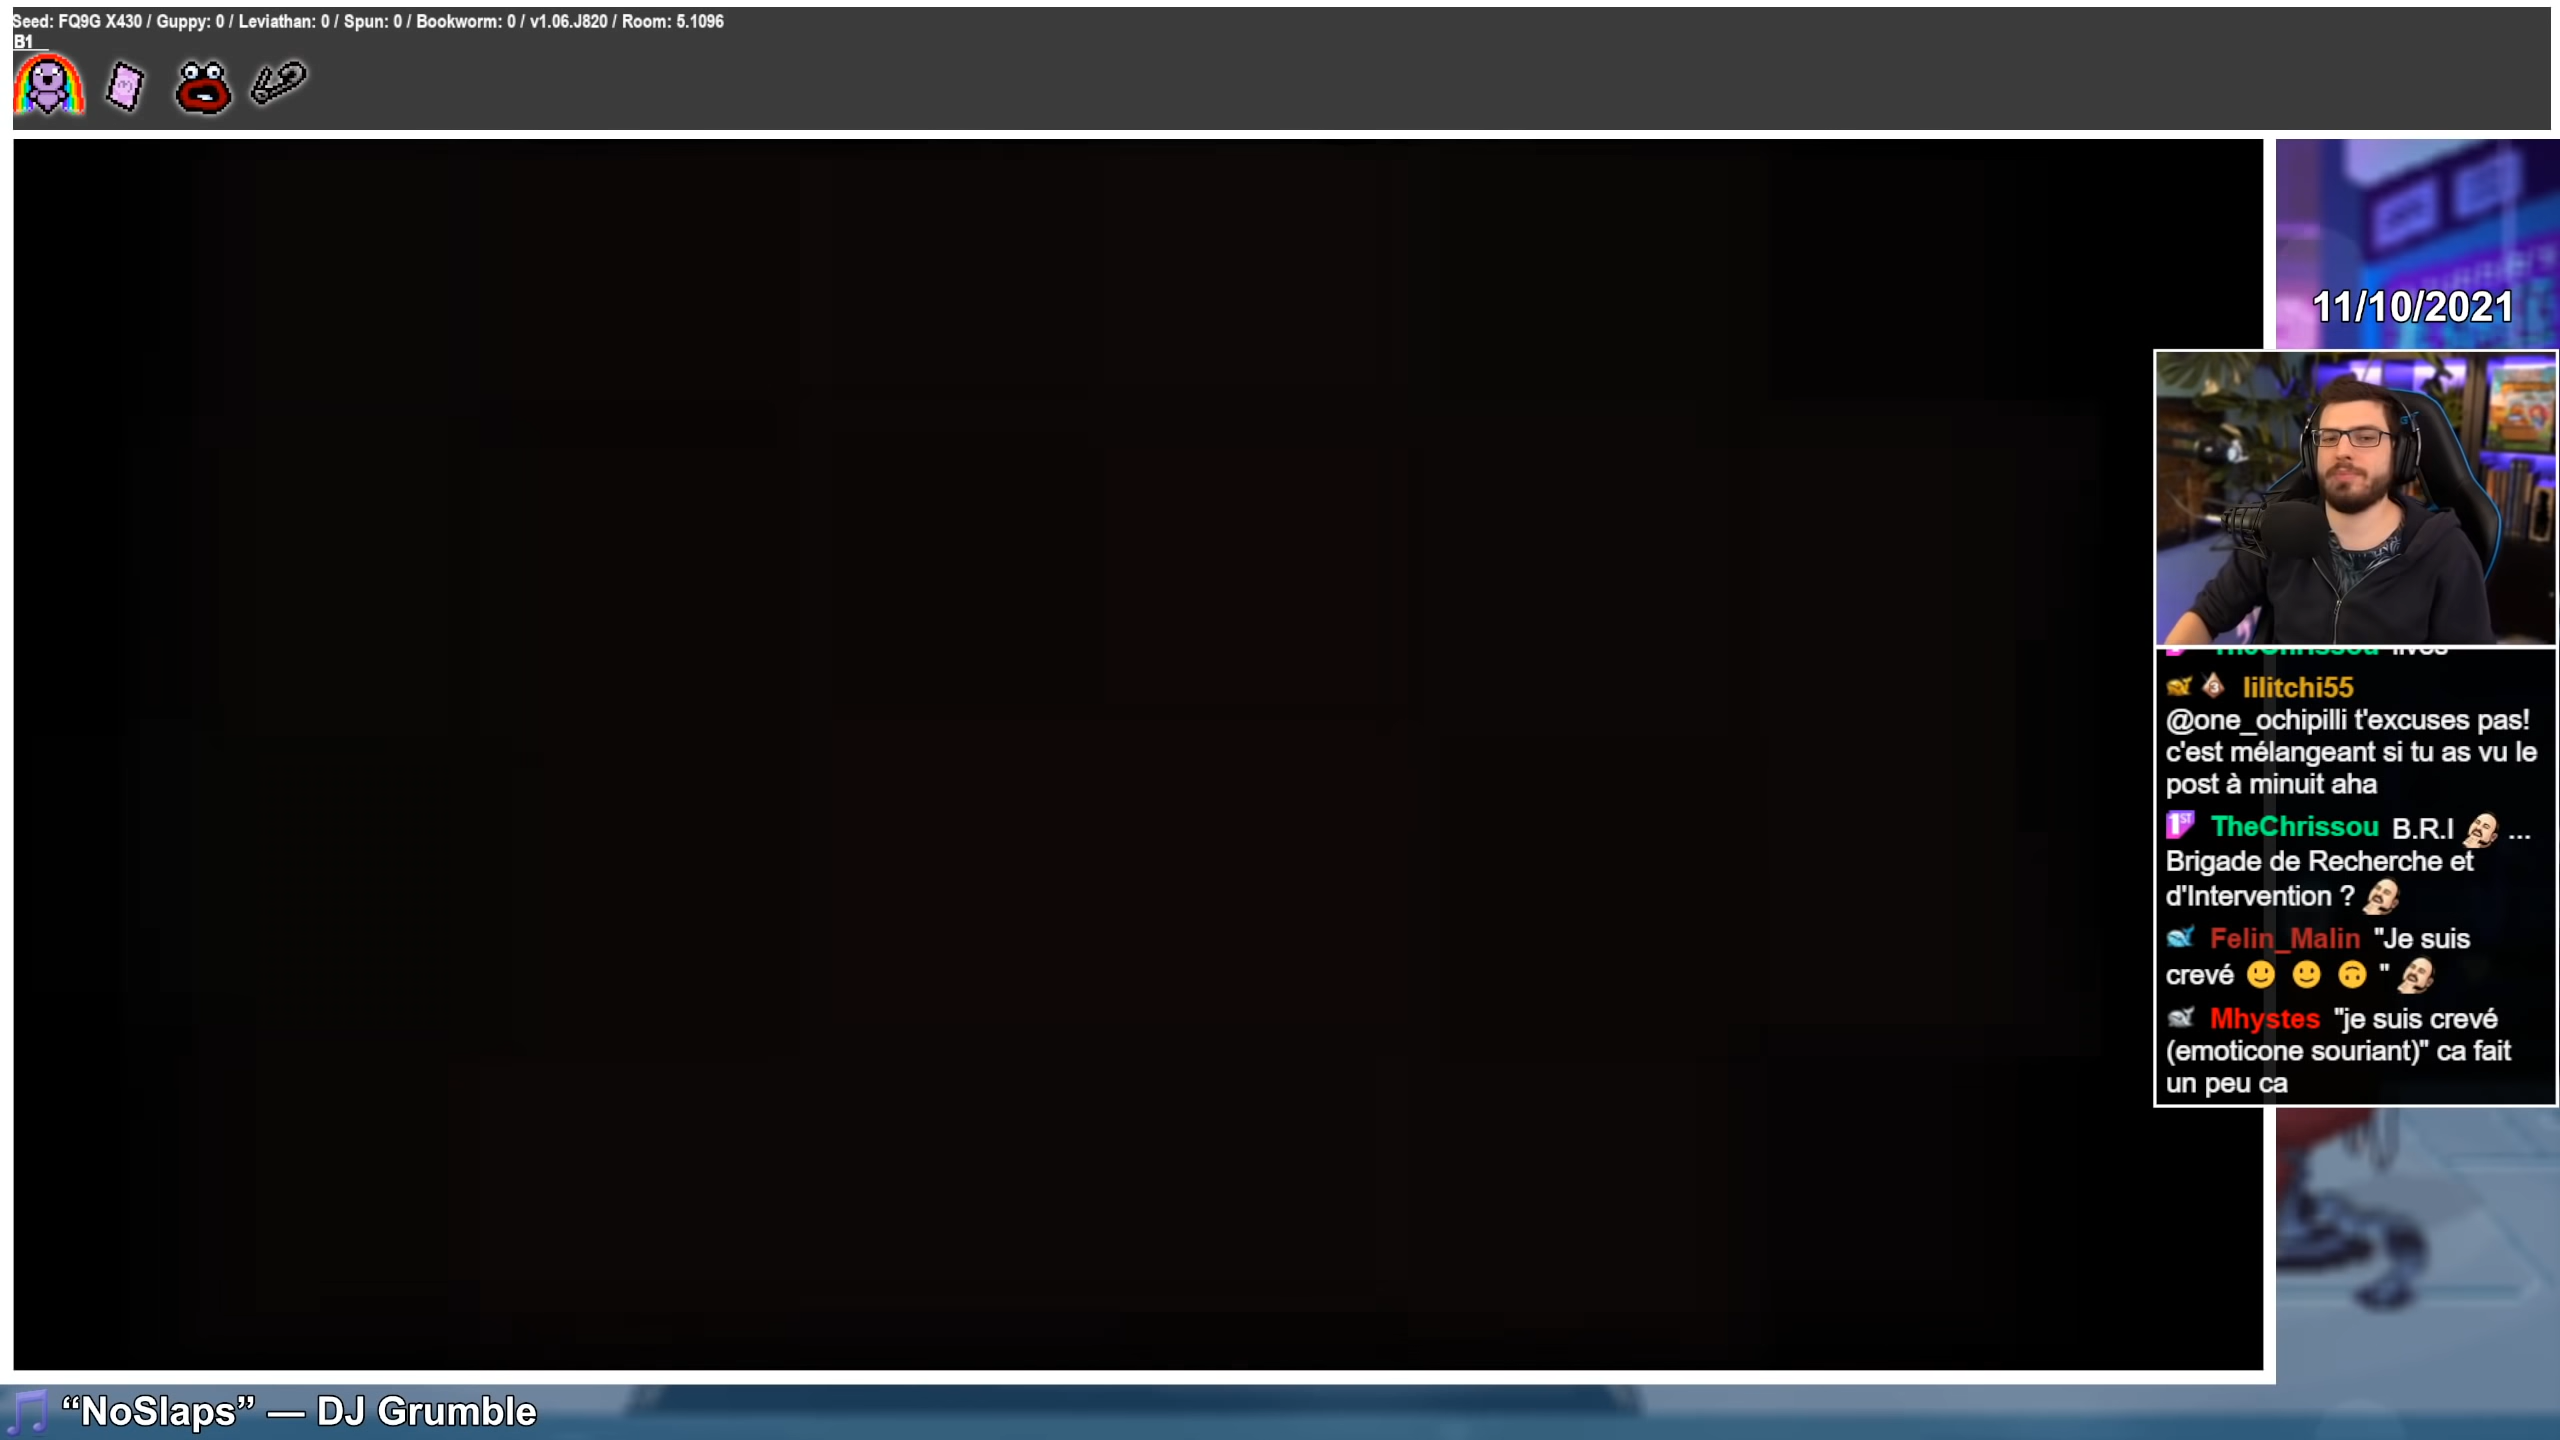 Seed: FQ9G X430 / Guppy: 0 / Leviathan: 0 / Spun: 0 / Bookworm: 0 / v1.06.J820 / Room: 5.1096
B1
11/10/2021
TheChrissou lives
lilitchi55
@one_ochipilli t'excuses pas!
c'est mélangeant si tu as vu le
post à minuit aha
1ST TheChrissou B.R.I ...
Brigade de Recherche et
d'Intervention ?
Felin_Malin "Je suis
crevé 🙂 🙂 🙃 "
Mhystes "je suis crevé
(emoticone souriant)" ca fait
un peu ca
“NoSlaps” — DJ Grumble